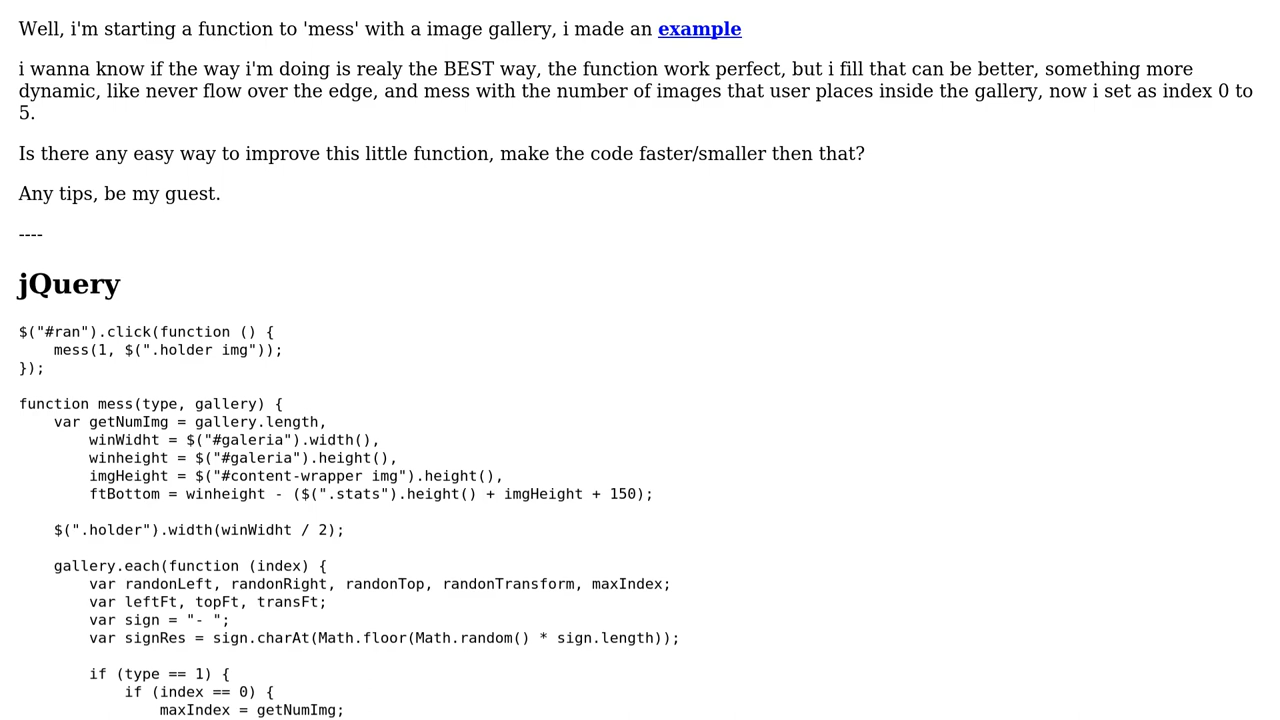 Well, i'm starting a function to 'mess' with a image gallery, i made an example
i wanna know if the way i'm doing is realy the BEST way, the function work perfect, but i fill that can be better, something more
dynamic, like never flow over the edge, and mess with the number of images that user places inside the gallery, now i set as index 0 to
5.
Is there any easy way to improve this little function, make the code faster/smaller then that?
Any tips, be my guest.
----
jQuery
$("#ran").click(function () {
    mess(1, $(".holder img"));
});
function mess(type, gallery) {
    var getNumImg = gallery.length,
        winWidht = $("#galeria").width(),
        winheight = $("#galeria").height(),
        imgHeight = $("#content-wrapper img").height(),
        ftBottom = winheight - ($(".stats").height() + imgHeight + 150);
    $(".holder").width(winWidht / 2);
    gallery.each(function (index) {
        var randonLeft, randonRight, randonTop, randonTransform, maxIndex;
        var leftFt, topFt, transFt;
        var sign = "- ";
        var signRes = sign.charAt(Math.floor(Math.random() * sign.length));
        if (type == 1) {
            if (index == 0) {
                maxIndex = getNumImg;